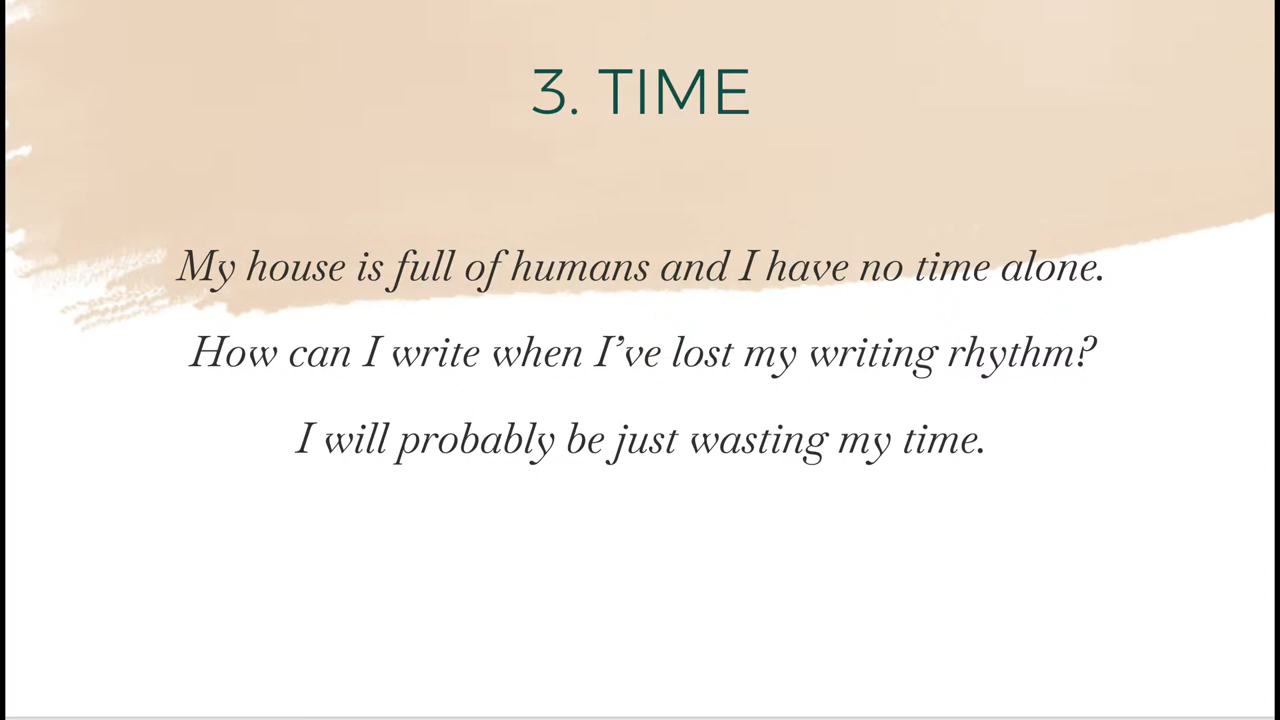 3. TIME
My house is full of humans and I have no time alone.
How can I write when I’ve lost my writing rhythm?
I will probably be just wasting my time.